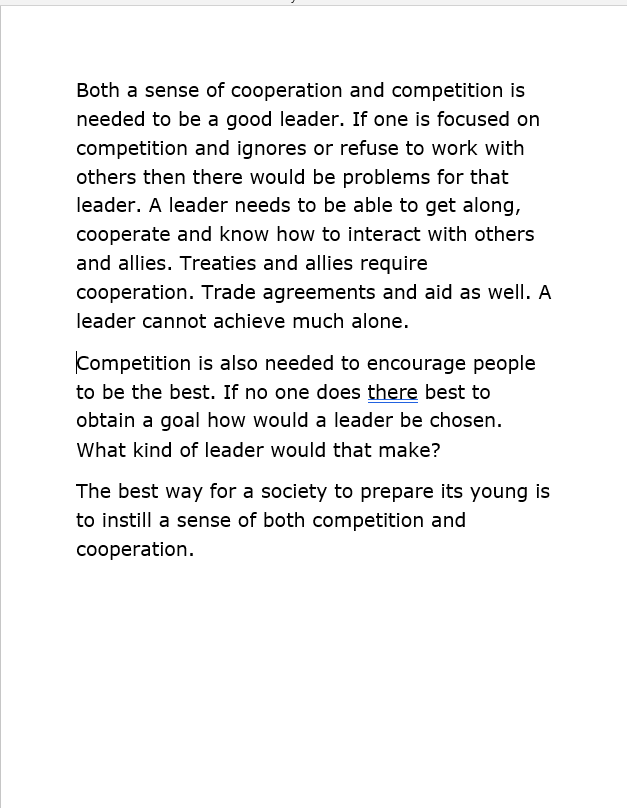 Both a sense of cooperation and competition is
needed to be a good leader. If one is focused on
competition and ignores or refuse to work with
others then there would be problems for that
leader. A leader needs to be able to get along,
cooperate and know how to interact with others
and allies. Treaties and allies require
cooperation. Trade agreements and aid as well. A
leader cannot achieve much alone.
Competition is also needed to encourage people
to be the best. If no one does there best to
obtain a goal how would a leader be chosen.
What kind of leader would that make?
The best way for a society to prepare its young is
to instill a sense of both competition and
cooperation.